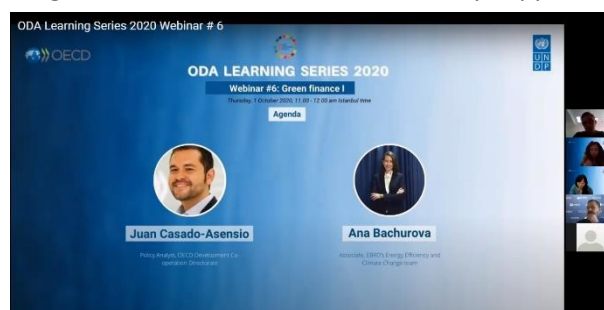 ODA Learning Series 2020 Webinar # 6
OECD
U N
D P
ODA LEARNING SERIES 2020
Webinar #6: Green finance I
Thursday, 1 October 2020, 11:00 - 12:00 am Istanbul time
Agenda
Juan Casado-Asensio
Policy Analyst, OECD Development Co-
operation Directorate
Ana Bachurova
Associate, EBRD's Energy Efficiency and
Climate Change team